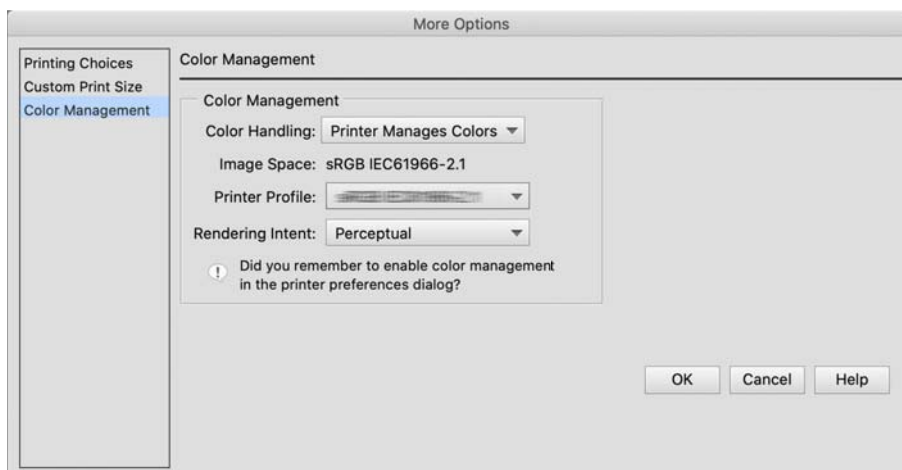 More Options
Printing Choices
Custom Print Size
Color Management
Color Management
Color Management
Color Handling: Printer Manages Colors
Image Space: sRGB IEC61966-2.1
Printer Profile:
Rendering Intent: Perceptual
! Did you remember to enable color management
in the printer preferences dialog?
OK Cancel Help